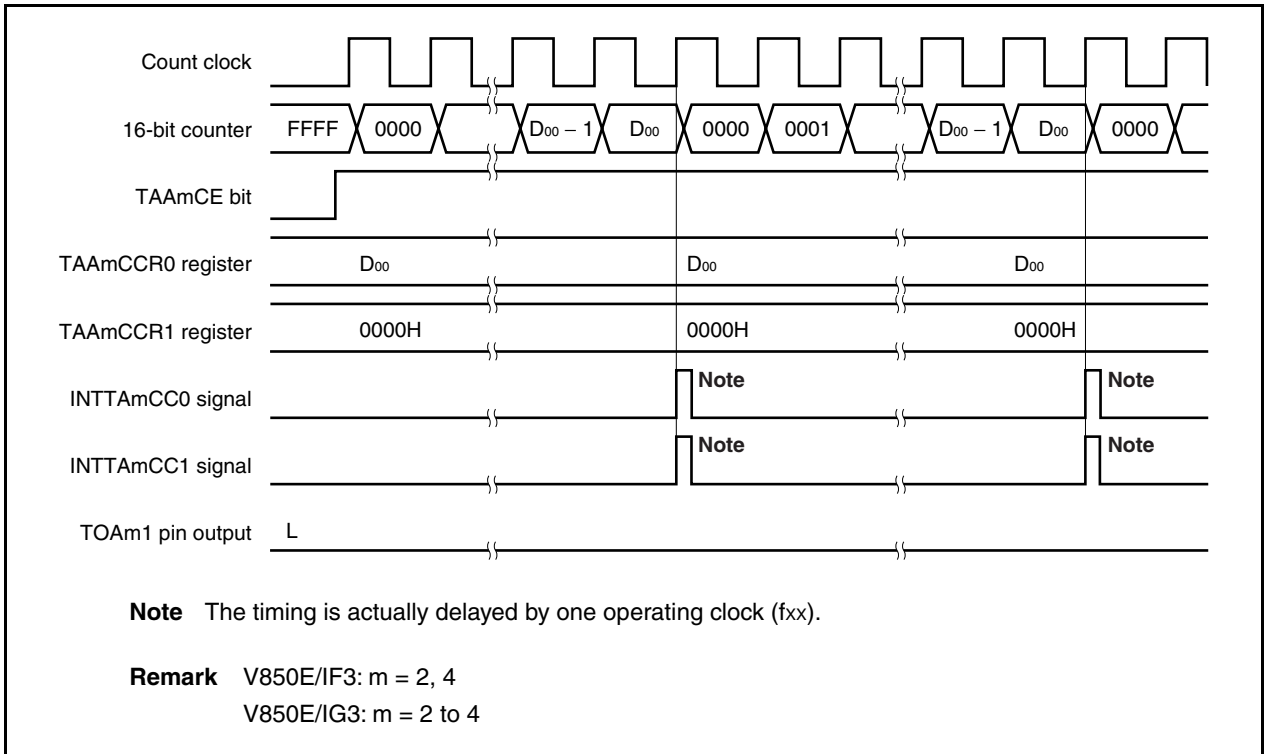 Count clock
16-bit counter FFFF 0000 D00 − 1 D00 0000 0001 D00 − 1 D00 0000
TAAmCE bit
TAAmCCR0 register D00 D00 D00
TAAmCCR1 register 0000H 0000H 0000H
INTTAmCC0 signal Note Note
INTTAmCC1 signal Note Note
TOAm1 pin output L
Note The timing is actually delayed by one operating clock (fxx).
Remark V850E/IF3: m = 2, 4
V850E/IG3: m = 2 to 4